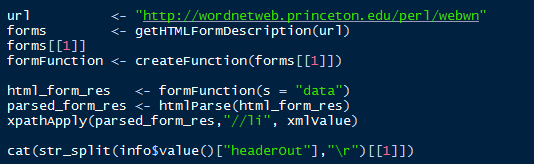 url <- "http://wordnetweb.princeton.edu/perl/webwn"
forms <- getHTMLFormDescription(url)
forms[[1]]
formFunction <- createFunction(forms[[1]])
html_form_res <- formFunction(s = "data")
parsed_form_res <- htmlParse(html_form_res)
xpathApply(parsed_form_res,"//li", xmlValue)
cat(str_split(info$value()["headerOut"],"\r")[[1]])